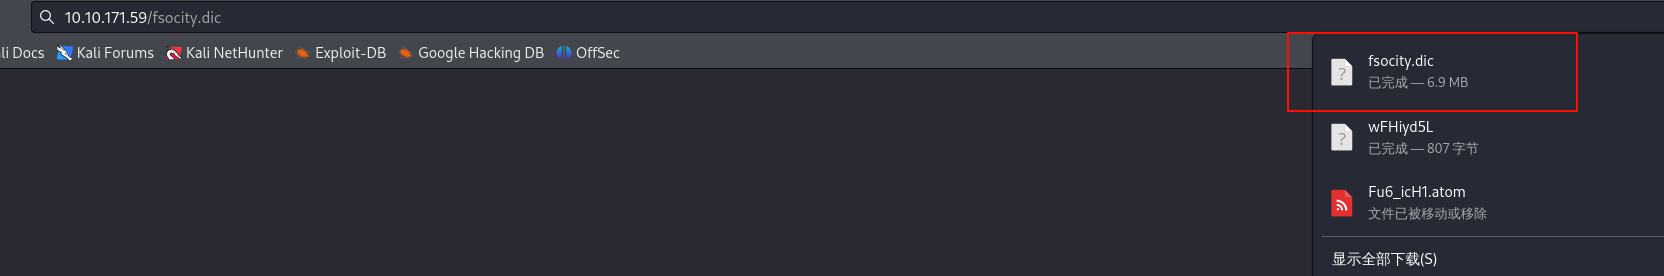 10.10.171.59/fsocity.dic
li Docs Kali Forums Kali NetHunter Exploit-DB Google Hacking DB OffSec
fsocity.dic
已完成 — 6.9 MB
wFHiyd5L
已完成 — 807 字节
Fu6_icH1.atom
文件已被移动或移除
显示全部下载(S)